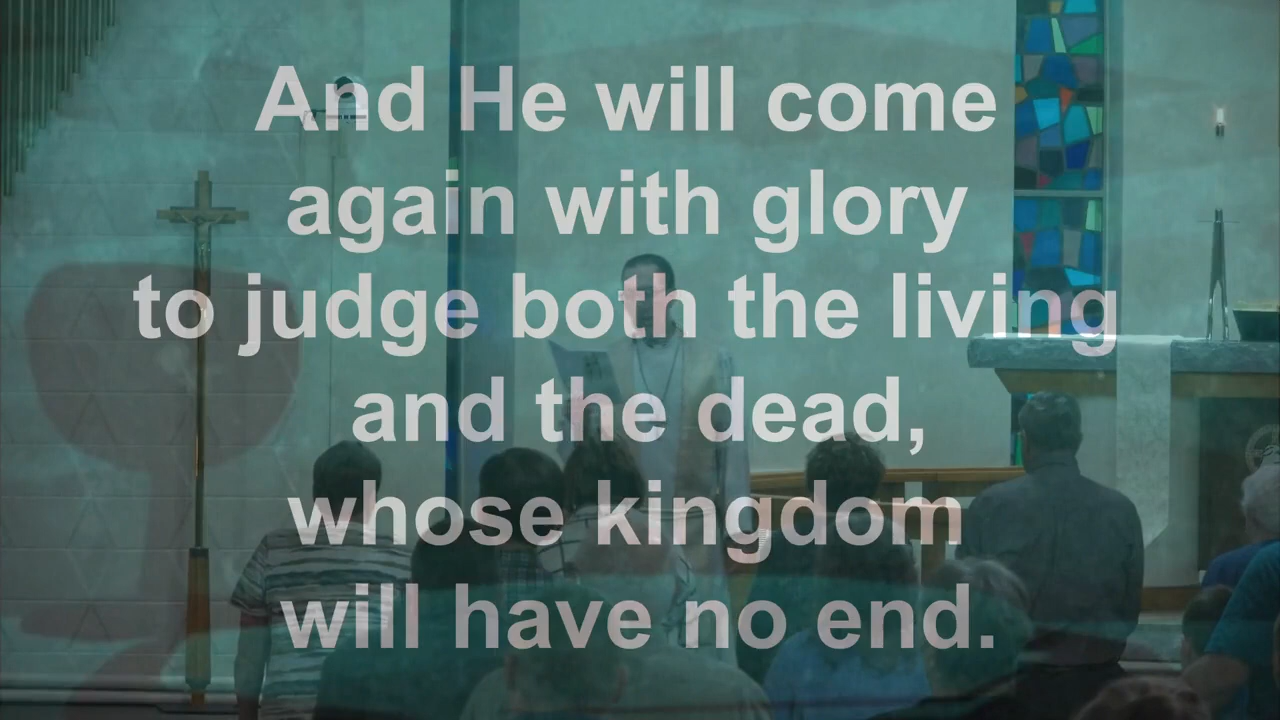 And He will come
again with glory
to judge both the living
and the dead,
whose kingdom
will have no end.